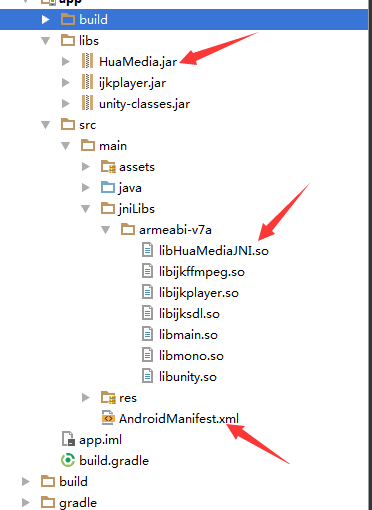 app
build
libs
HuaMedia.jar
ijkplayer.jar
unity-classes.jar
src
main
assets
java
jniLibs
armeabi-v7a
libHuaMediaJNI.so
libijkffmpeg.so
libijkplayer.so
libijksdl.so
libmain.so
libmono.so
libunity.so
res
AndroidManifest.xml
app.iml
build.gradle
build
gradle